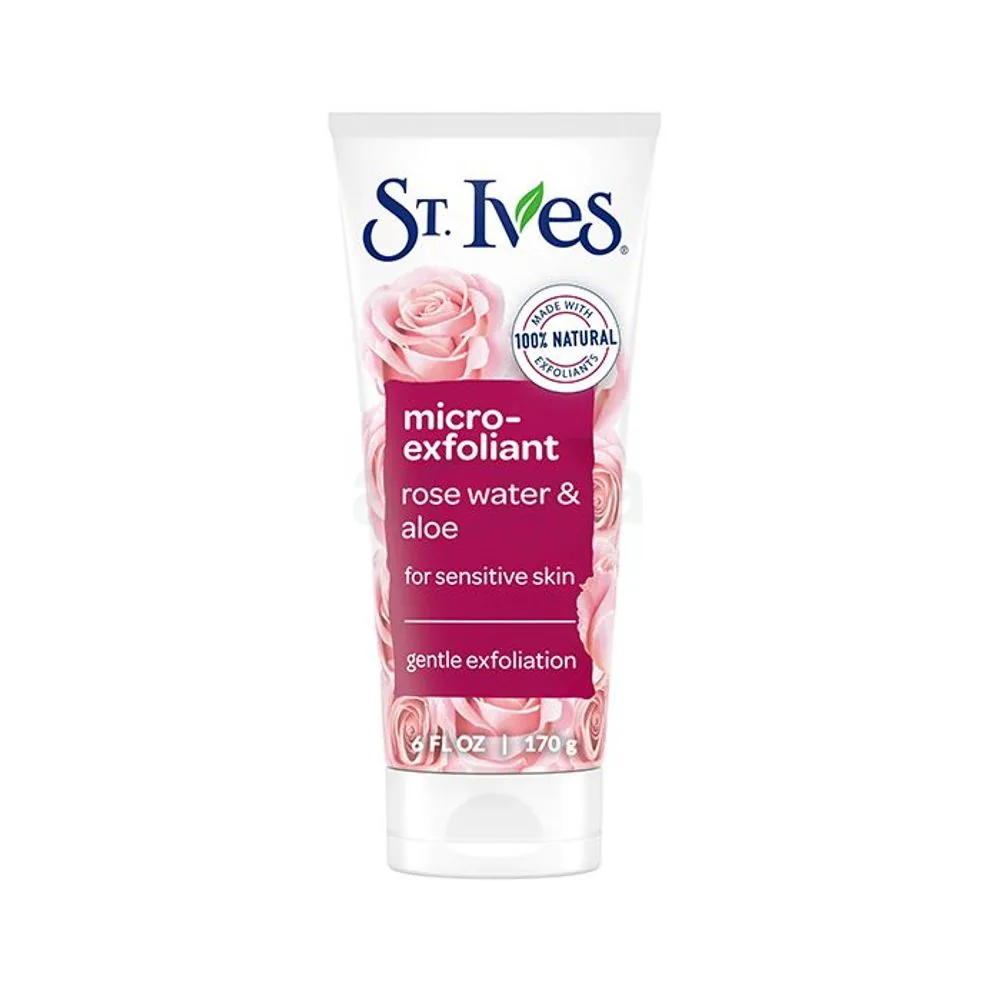 St. Ives®
MADE WITH
100% NATURAL
EXFOLIANTS
micro-
exfoliant
rose water &
aloe
for sensitive skin
gentle exfoliation
6 FL OZ | 170 g